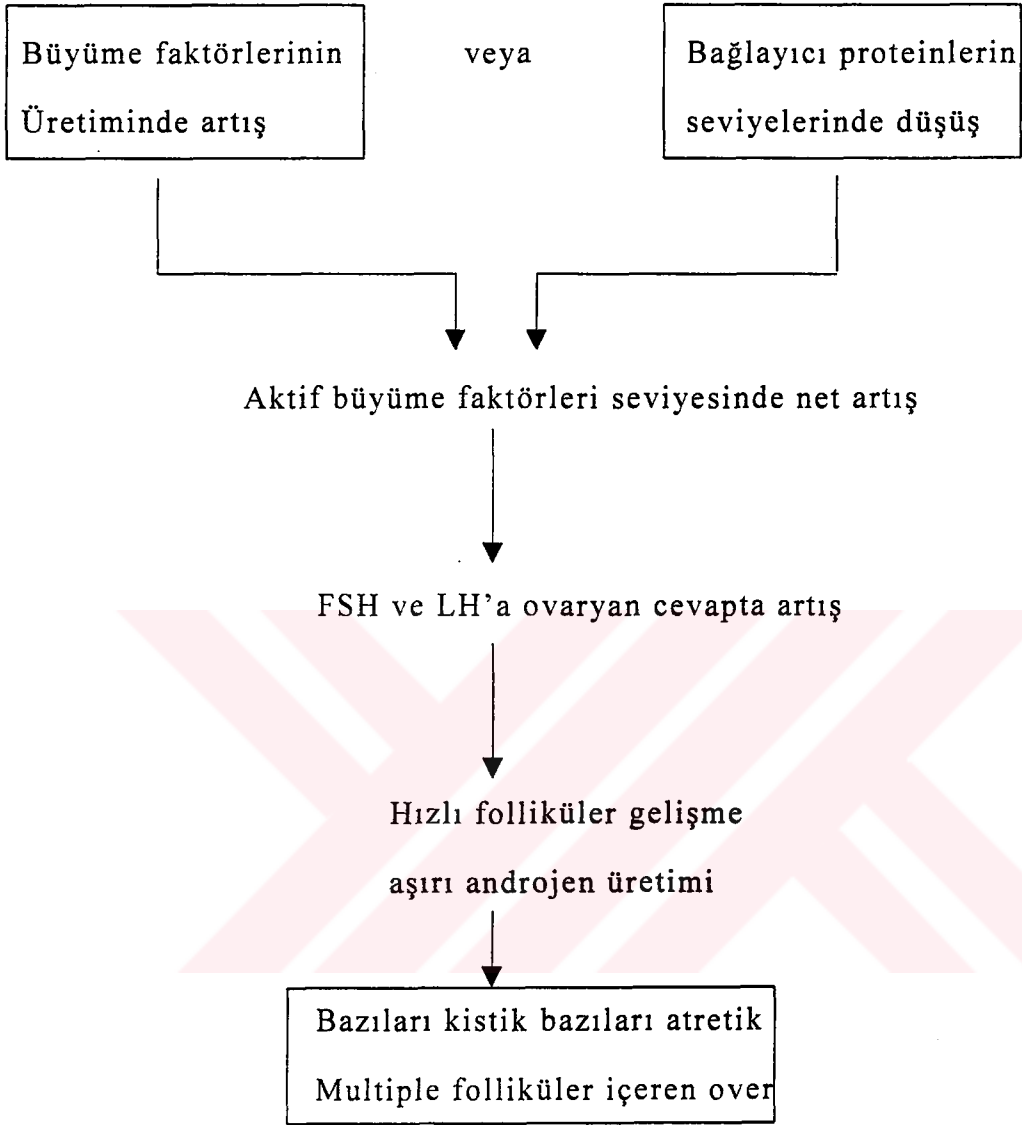 Büyüme faktörlerinin
Üretiminde artış
veya
Bağlayıcı proteinlerin
seviyelerinde düşüş
Aktif büyüme faktörleri seviyesinde net artış
FSH ve LH’a ovaryan cevapta artış
Hızlı folliküler gelişme
aşırı androjen üretimi
Bazıları kistik bazıları atretik
Multiple folliküler içeren over